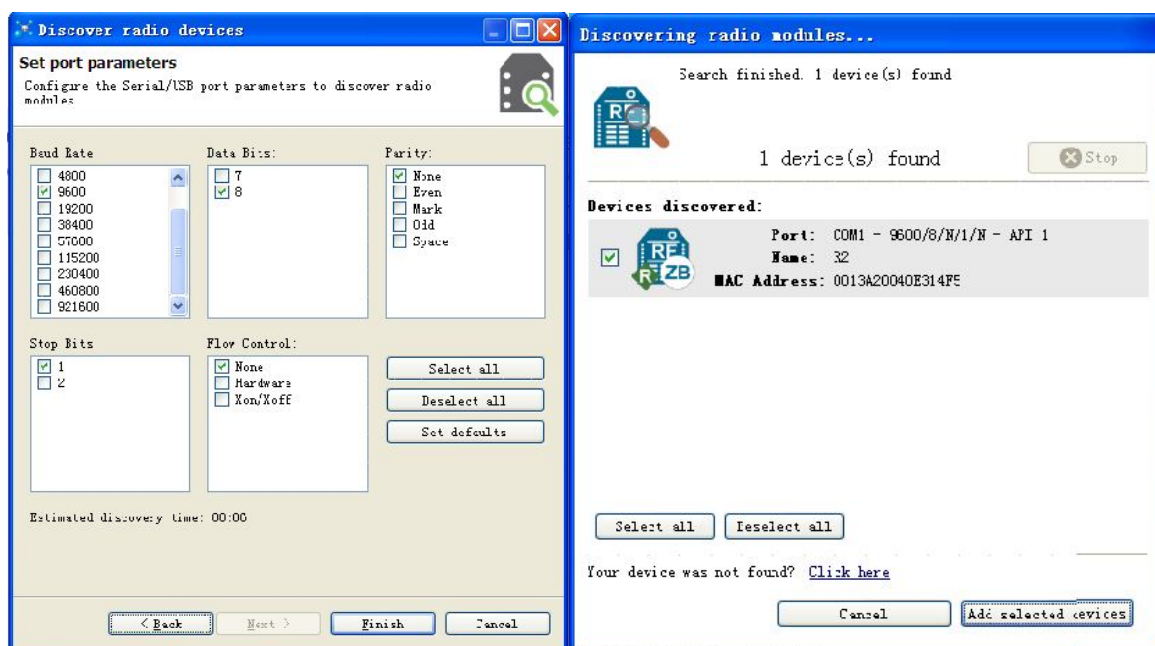 Discover radio devices
Set port parameters
Configure the Serial/USB port parameters to discover radio
modules
Baud Rate
4800
9600
19200
38400
57600
115200
230400
460800
921600
Data Bits:
7
8
Parity:
None
Even
Mark
Odd
Space
Stop Bits
1
2
Flow Control:
None
Hardware
Xon/Xoff
Select all
Deselect all
Set defaults
Estimated discovery time: 00:06
< Back
Next >
Finish
Cancel
Discovering radio modules...
Search finished. 1 device(s) found
RF
1 device(s) found
Stop
Devices discovered:
RF
R
ZB
Port: COM1 - 9600/8/N/1/N - API 1
Name: 32
MAC Address:
Select all
Deselect all
Your device was not found? Click here
Cancel
Add selected devices